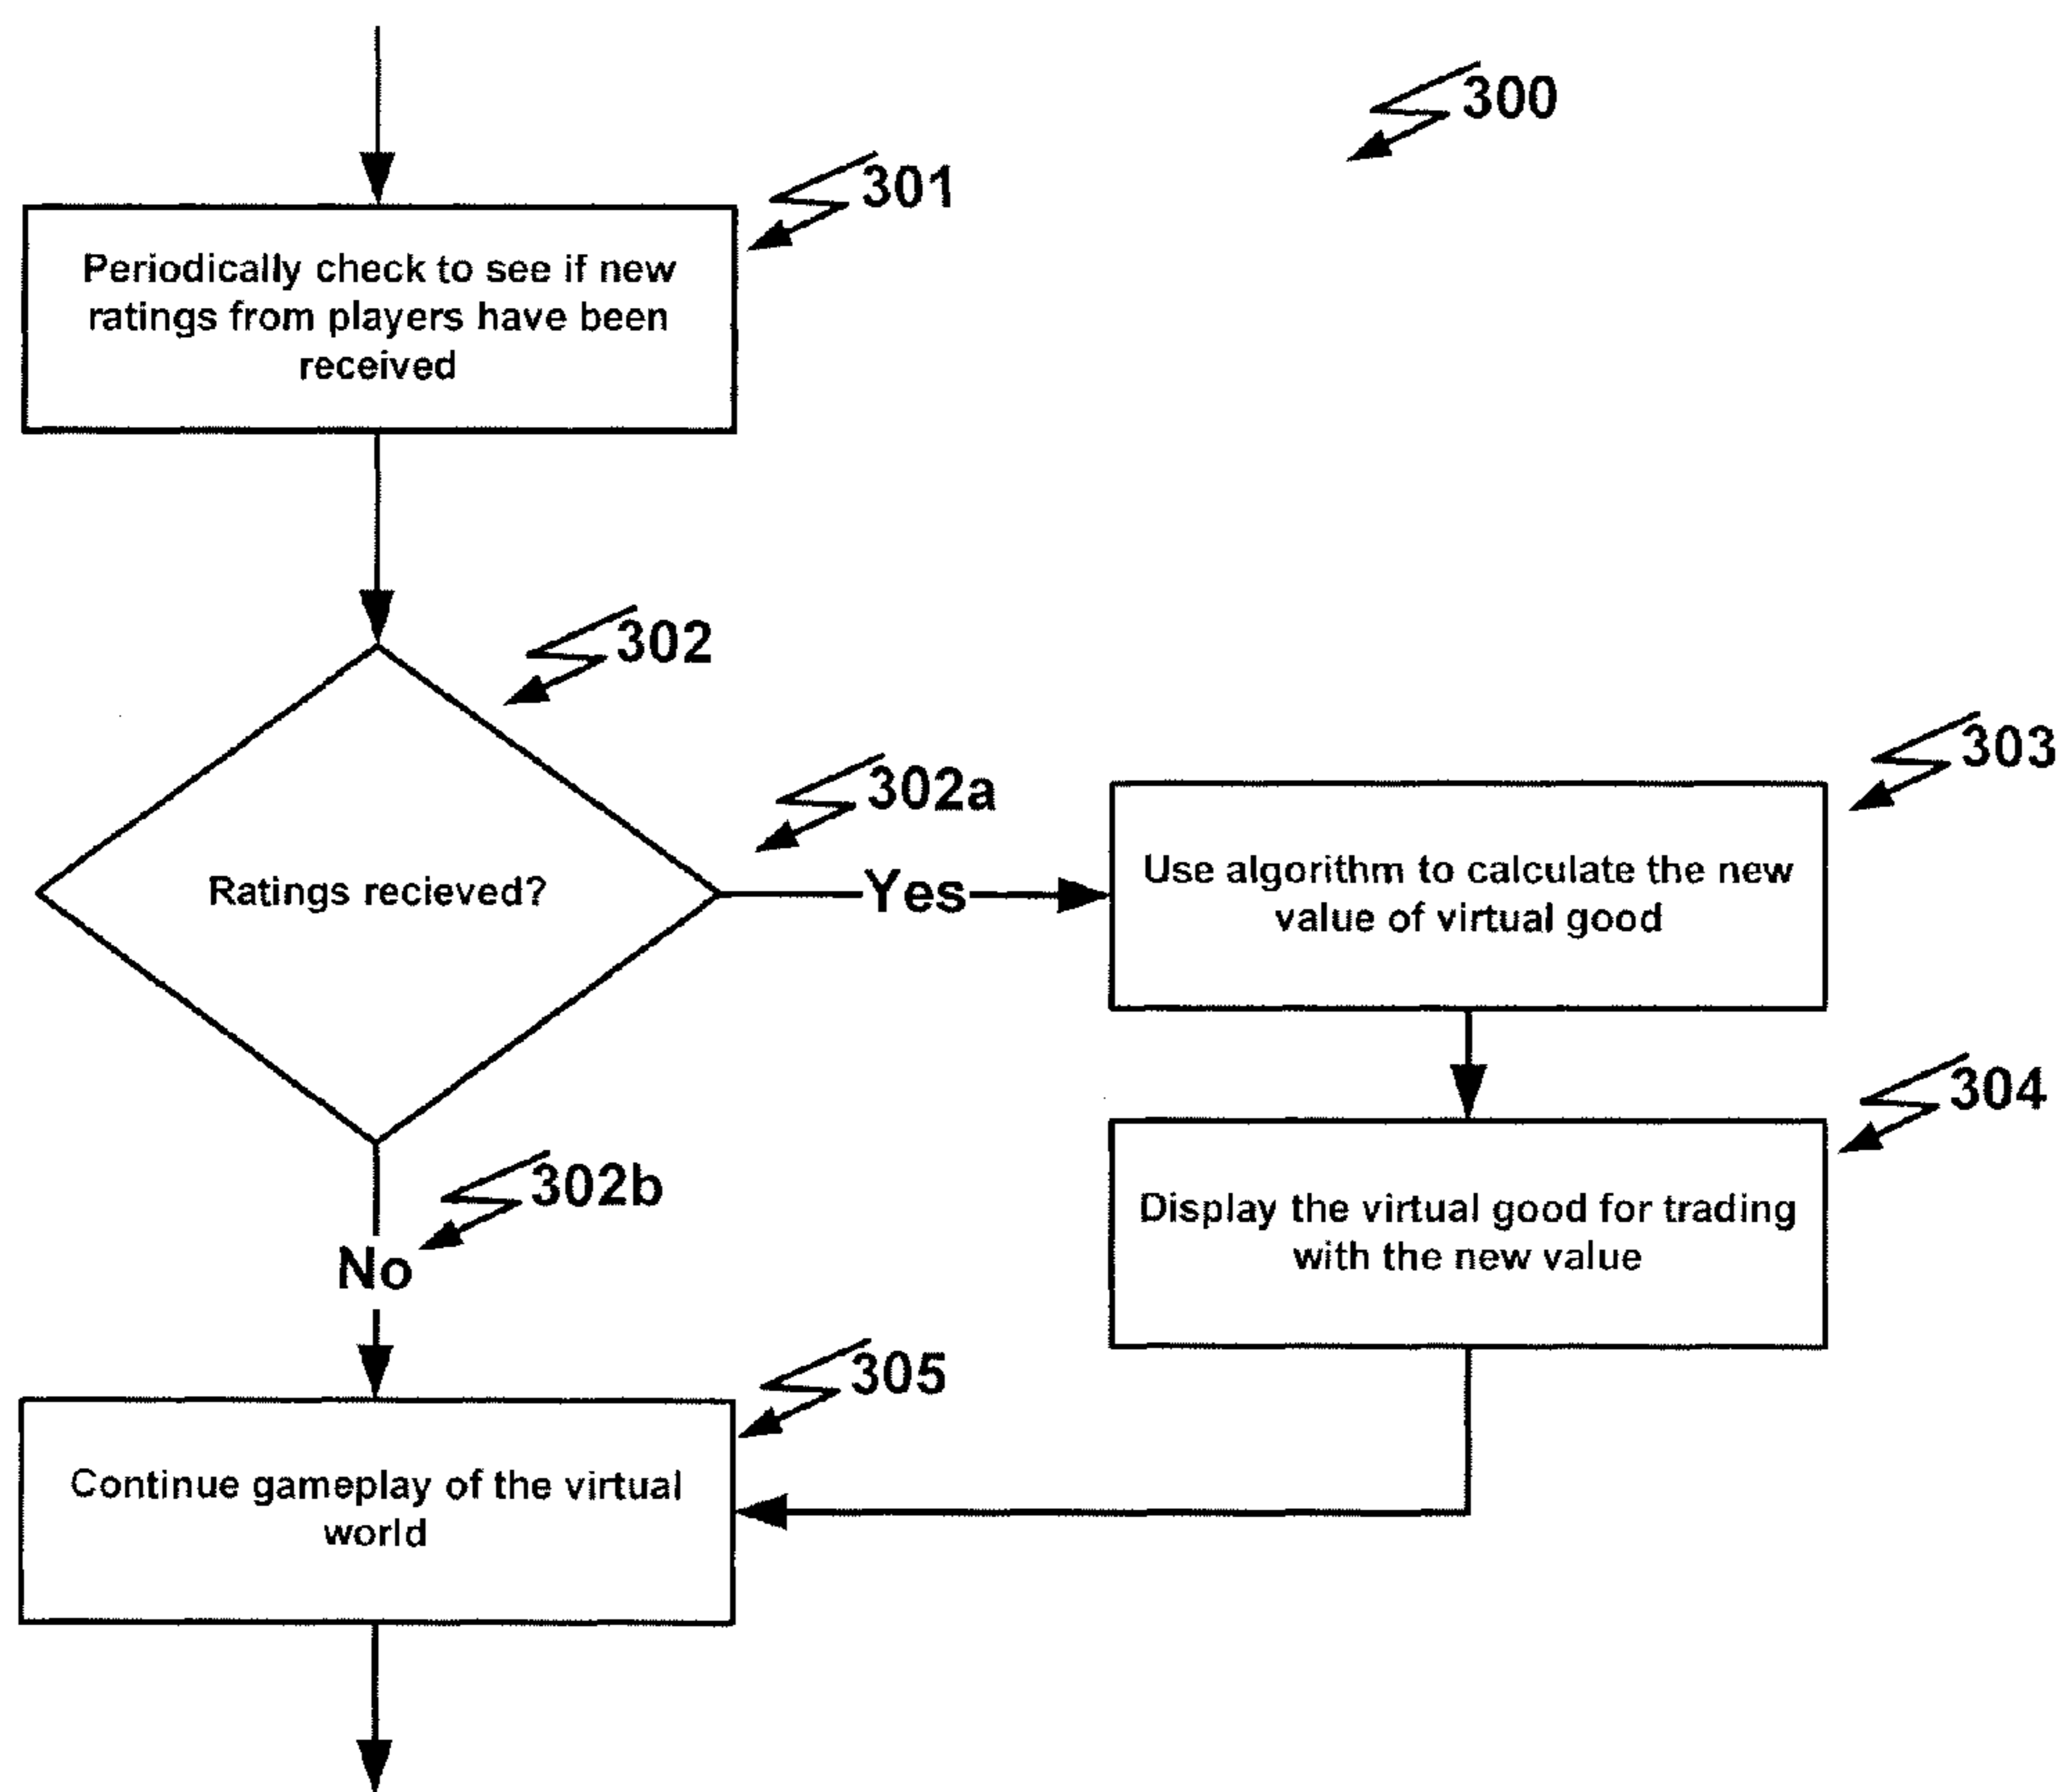 300
301
Periodically check to see if new
ratings from players have been
received
302
302a
Ratings recieved?
Yes
303
Use algorithm to calculate the new
value of virtual good
304
Display the virtual good for trading
with the new value
302b
No
305
Continue gameplay of the virtual
world